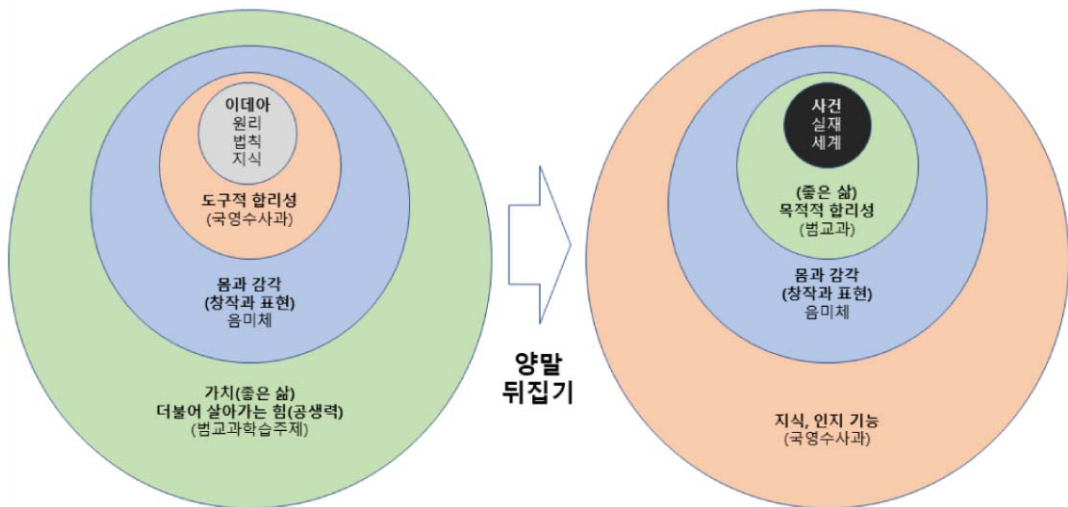 이데아
원리
법칙
지식
도구적 합리성
(국영수사과)
몸과 감각
(창작과 표현)
음미체
가치(좋은 삶)
더불어 살아가는 힘(공생력)
(범교과학습주제)
양말
뒤집기
사건
실재
세계
(좋은 삶)
목적적 합리성
(범교과)
몸과 감각
(창작과 표현)
음미체
지식, 인지 기능
(국영수사과)